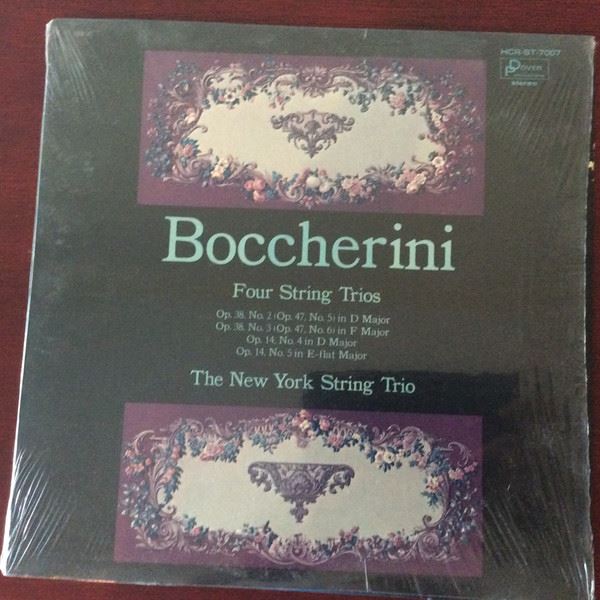 HCR-ST-7007
DOVER
stereo
Boccherini
Four String Trios
Op. 38, No. 2 (Op. 47, No. 5) in D Major
Op. 38, No. 3 (Op. 47, No. 6) in F Major
Op. 14, No. 4 in D Major
Op. 14, No. 5 in E-flat Major
The New York String Trio